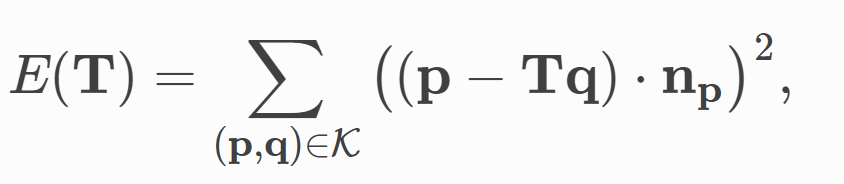 E(𝐓) = ∑_{(𝐩,𝐪)∈𝒦} ((𝐩 − 𝐓𝐪) · 𝐧_𝐩)²,